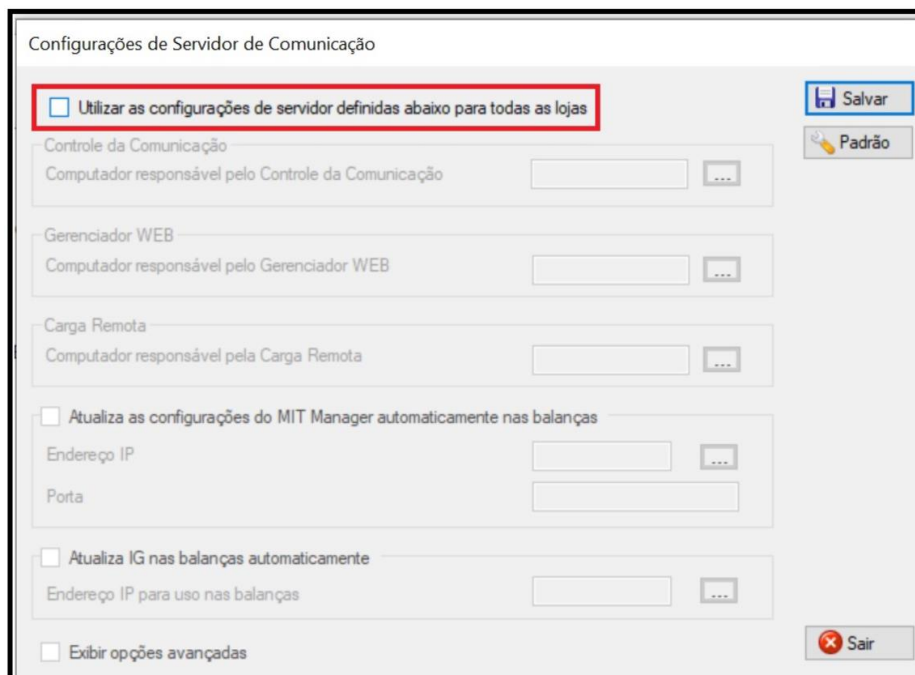 Configurações de Servidor de Comunicação
Utilizar as configurações de servidor definidas abaixo para todas as lojas
Salvar
Padrão
Controle da Comunicação
Computador responsável pelo Controle da Comunicação
...
Gerenciador WEB
Computador responsável pelo Gerenciador WEB
...
Carga Remota
Computador responsável pela Carga Remota
...
Atualiza as configurações do MIT Manager automaticamente nas balanças
Endereço IP
...
Porta
Atualiza IG nas balanças automaticamente
Endereço IP para uso nas balanças
...
Exibir opções avançadas
Sair